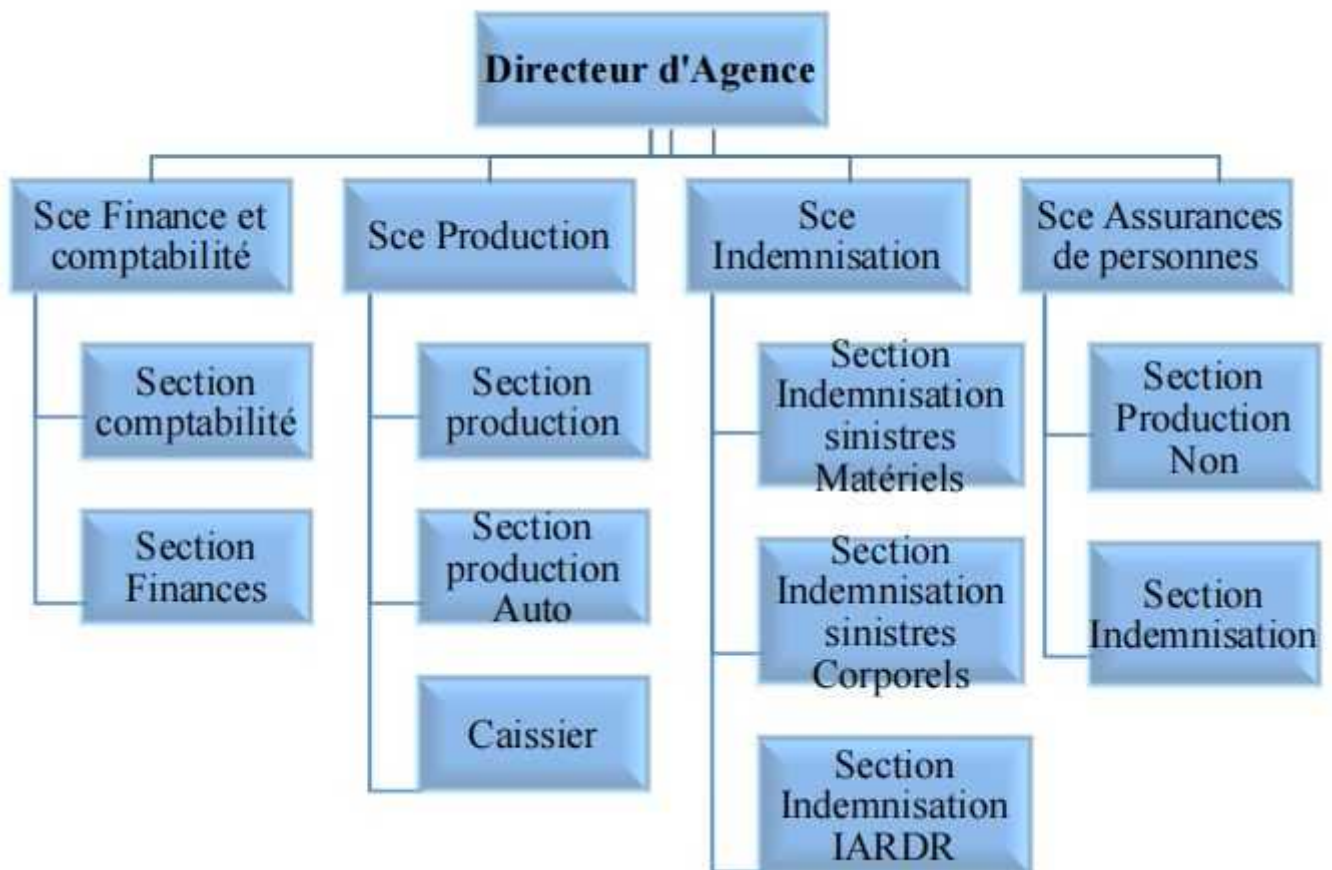 Directeur d'Agence
Sce Finance et
comptabilité
Section
comptabilité
Section
Finances
Sce Production
Section
production
Section
production
Auto
Caissier
Sce
Indemnisation
Section
Indemnisation
sinistres
Matériels
Section
Indemnisation
sinistres
Corporels
Section
Indemnisation
IARDR
Sce Assurances
de personnes
Section
Production
Non
Section
Indemnisation